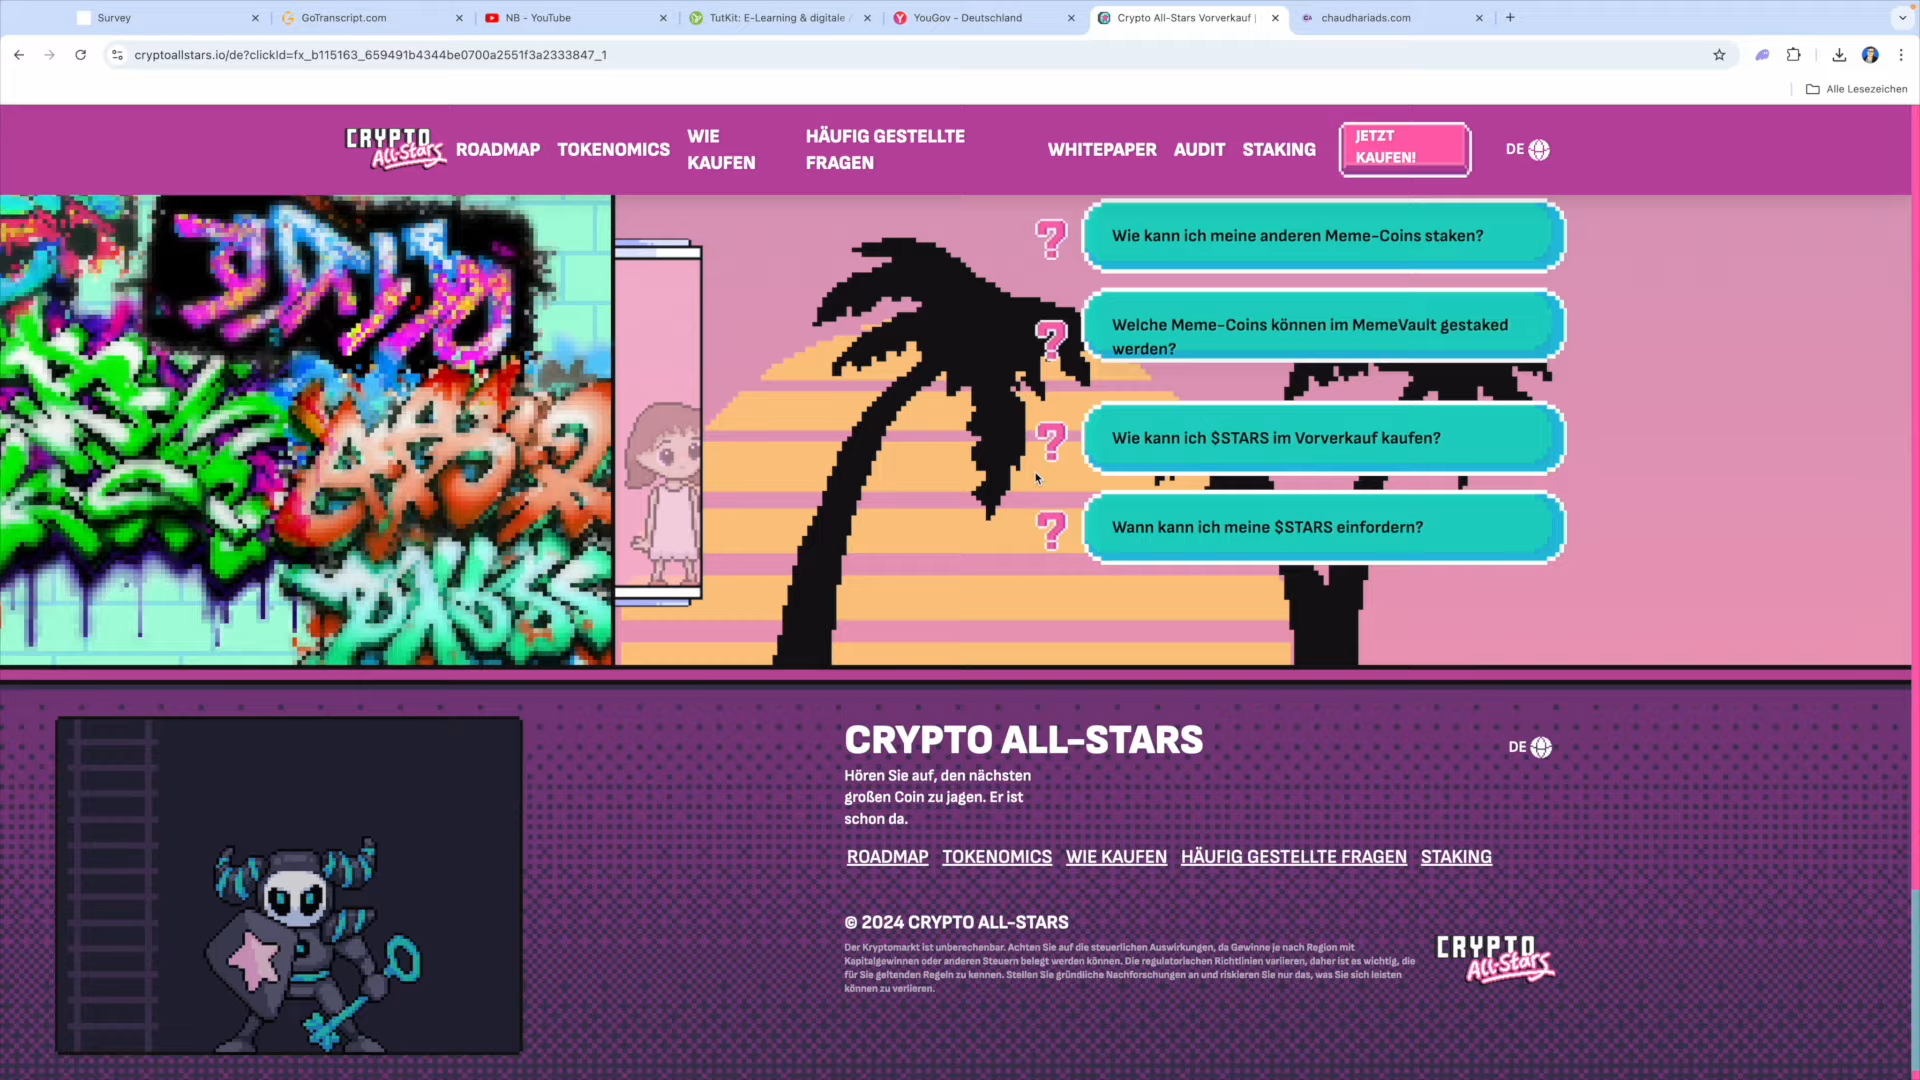 Survey
GoTranscript.com
NB - YouTube
TutKit: E-Learning & digitale
YouGov - Deutschland
Crypto All-Stars Vorverkauf |
chaudhariads.com
cryptoallstars.io/de?clickId=fx_b115163_659491b4344be0700a2551f3a2333847_1
Alle Lesezeichen
CRYPTO
All-Stars
ROADMAP
TOKENOMICS
WIE
KAUFEN
HÄUFIG GESTELLTE
FRAGEN
WHITEPAPER
AUDIT
STAKING
JETZT
KAUFEN!
DE
Wie kann ich meine anderen Meme-Coins staken?
Welche Meme-Coins können im MemeVault gestaked
werden?
Wie kann ich $STARS im Vorverkauf kaufen?
Wann kann ich meine $STARS einfordern?
CRYPTO ALL-STARS
DE
Hören Sie auf, den nächsten
großen Coin zu jagen. Er ist
schon da.
ROADMAP TOKENOMICS WIE KAUFEN HÄUFIG GESTELLTE FRAGEN STAKING
© 2024 CRYPTO ALL-STARS
Der Kryptomarkt ist unberechenbar. Achten Sie auf die steuerlichen Auswirkungen, da Gewinne je nach Region mit
Kapitalgewinnen oder anderen Steuern belegt werden können. Die regulatorischen Richtlinien variieren, daher ist es wichtig, die
für Sie geltenden Regeln zu kennen. Stellen Sie gründliche Nachforschungen an und riskieren Sie nur das, was Sie sich leisten
können zu verlieren.
CRYPTO
All-Stars